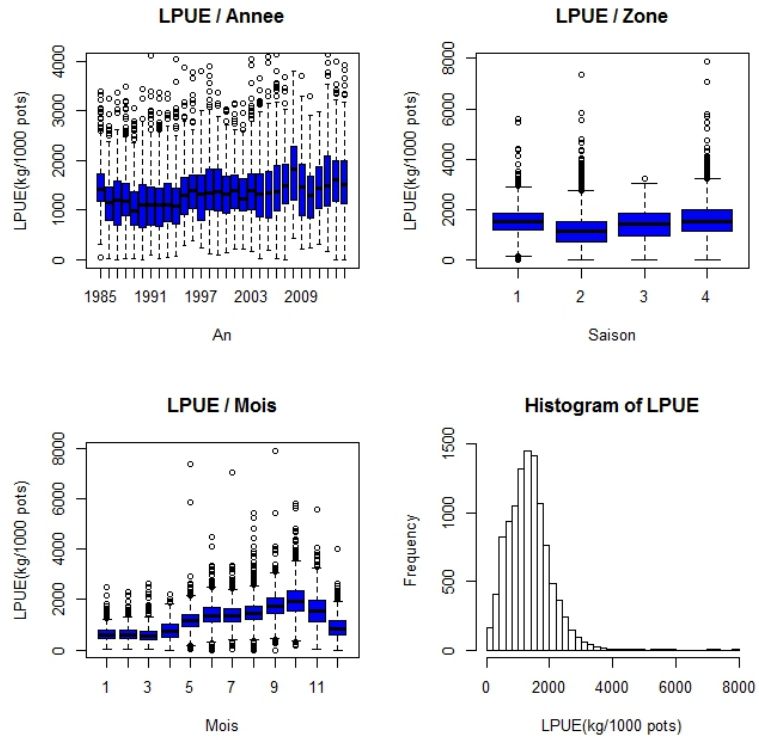 LPUE / Annee
LPUE(kg/1000 pots)
0 1000 2000 3000 4000
1985 1991 1997 2003 2009
An
LPUE / Zone
LPUE(kg/1000 pots)
0 2000 4000 6000 8000
1 2 3 4
Saison
LPUE / Mois
LPUE(kg/1000 pots)
0 2000 4000 6000 8000
1 3 5 7 9 11
Mois
Histogram of LPUE
Frequency
0 500 1000 1500
0 2000 4000 6000 8000
LPUE(kg/1000 pots)